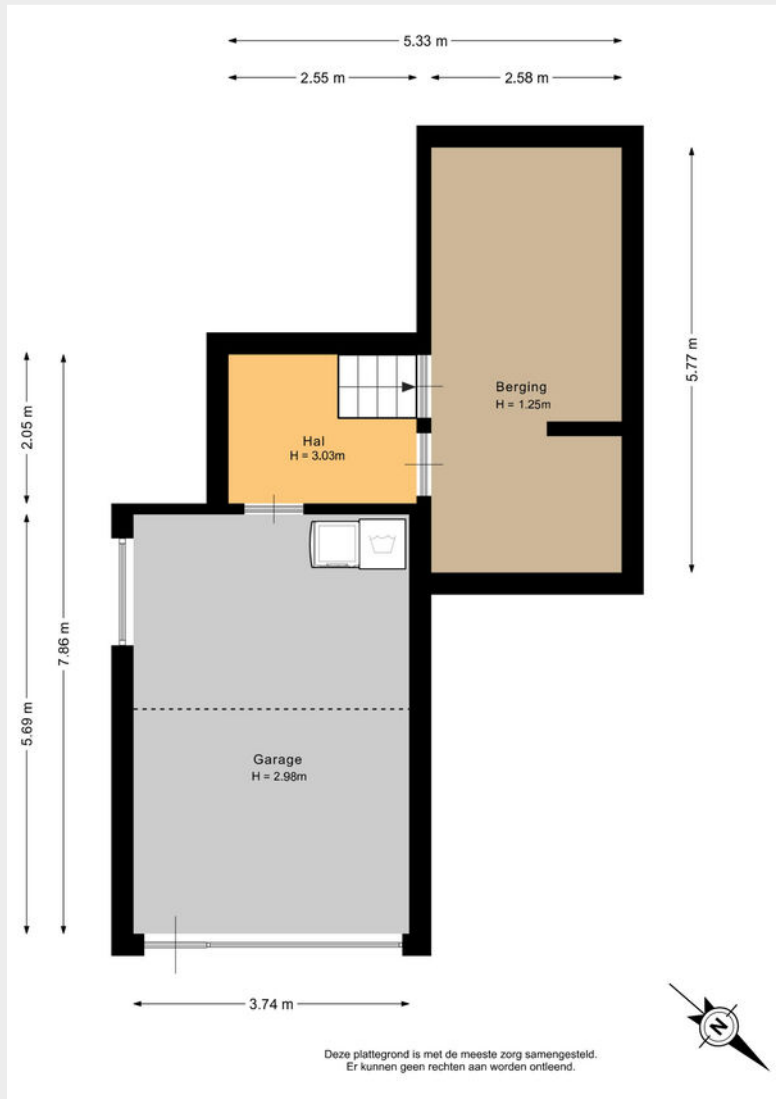 5.33 m
2.55 m
2.58 m
5.77 m
2.05 m
7.86 m
5.69 m
Berging
H = 1.25m
Hal
H = 3.03m
Garage
H = 2.98m
3.74 m
N
Deze plattegrond is met de meeste zorg samengesteld.
Er kunnen geen rechten aan worden ontleend.